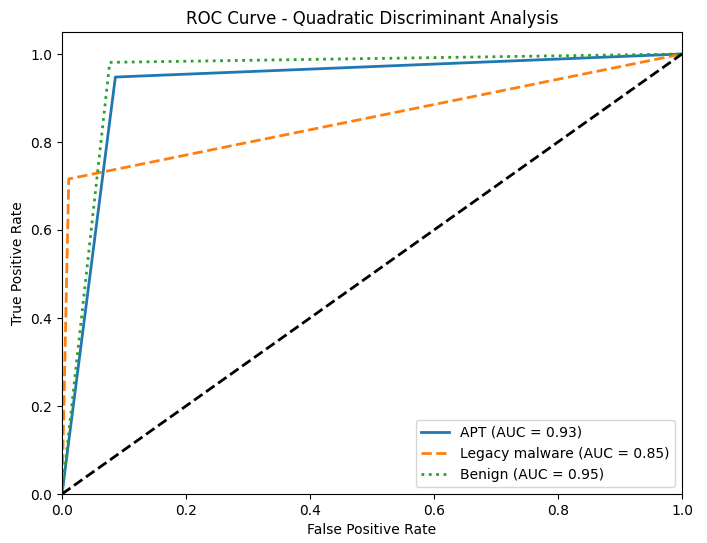 ROC Curve - Quadratic Discriminant Analysis
True Positive Rate
1.0
0.8
0.6
0.4
0.2
0.0
APT (AUC = 0.93)
Legacy malware (AUC = 0.85)
Benign (AUC = 0.95)
0.0 0.2 0.4 0.6 0.8 1.0
False Positive Rate